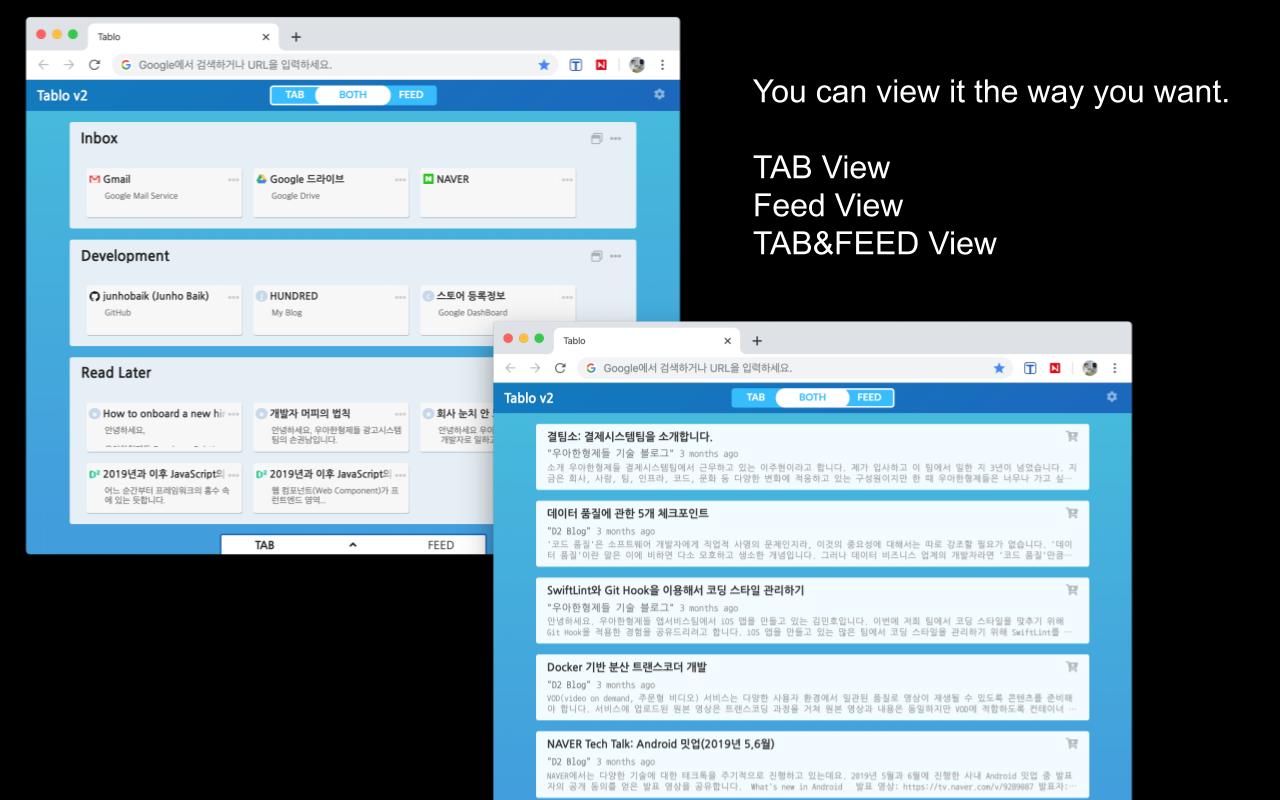 Tablo
Google에서 검색하거나 URL을 입력하세요.
Tablo v2
TAB BOTH FEED
Inbox
Gmail
Google Mail Service
Google 드라이브
Google Drive
NAVER
Development
junhobaik (Junho Baik)
GitHub
HUNDRED
My Blog
스토어 등록정보
Google DashBoard
Read Later
How to onboard a new hir
안녕하세요.
개발자 머피의 법칙
안녕하세요, 우아한형제들 광고시스템
팀의 손권남입니다.
회사 눈치 안
안녕하세요 우아
개발자로 일하고
D² 2019년과 이후 JavaScript의
어느 순간부터 프레임워크의 홍수 속
에 있는 듯합니다.
D² 2019년과 이후 JavaScript의
웹 컴포넌트(Web Component)가 프
런트엔드 영역...
TAB FEED
You can view it the way you want.
TAB View
Feed View
TAB&FEED View
Tablo
Google에서 검색하거나 URL을 입력하세요.
Tablo v2
TAB BOTH FEED
결팀소: 결제시스템팀을 소개합니다.
"우아한형제들 기술 블로그" 3 months ago
소개 우아한형제들 결제시스템팀에서 근무하고 있는 이주현이라고 합니다. 제가 입사하고 이 팀에서 일한 지 3년이 넘었습니다. 지
금은 회사, 사람, 팀, 인프라, 코드, 문화 등 다양한 변화에 적응하고 있는 구성원이지만 한 때 우아한형제들은 너무나 가고 싶…
데이터 품질에 관한 5개 체크포인트
"D2 Blog" 3 months ago
'코드 품질'은 소프트웨어 개발자에게 직업적 사명의 문제인지라, 이것의 중요성에 대해서는 따로 강조할 필요가 없습니다. '데이
터 품질'이란 말은 이에 비하면 다소 모호하고 생소한 개념입니다. 그러나 데이터 비즈니스 업계의 개발자라면 '코드 품질'만큼…
SwiftLint와 Git Hook을 이용해서 코딩 스타일 관리하기
"우아한형제들 기술 블로그" 3 months ago
안녕하세요. 우아한형제들 앱서비스팀에서 iOS 앱을 만들고 있는 김민호입니다. 이번에 저희 팀에서 코딩 스타일을 맞추기 위해
Git Hook을 적용한 경험을 공유드리려고 합니다. iOS 앱을 만들고 있는 많은 팀에서 코딩 스타일을 관리하기 위해 SwiftLint를 …
Docker 기반 분산 트랜스코더 개발
"D2 Blog" 3 months ago
VOD(video on demand, 주문형 비디오) 서비스는 다양한 사용자 환경에서 일관된 품질로 영상이 재생될 수 있도록 콘텐츠를 준비해
야 합니다. 서비스에 업로드된 원본 영상은 트랜스코딩 과정을 거쳐 원본 영상과 내용은 동일하지만 VOD에 적합하도록 컨테이너 …
NAVER Tech Talk: Android 밋업(2019년 5,6월)
"D2 Blog" 3 months ago
NAVER에서는 다양한 기술에 대한 테크톡을 주기적으로 진행하고 있는데요. 2019년 5월과 6월에 진행한 사내 Android 밋업 중 발표
자의 공개 동의를 얻은 발표 영상을 공유합니다. What's new in Android 발표 영상: https://tv.naver.com/v/9289087 발표자:…